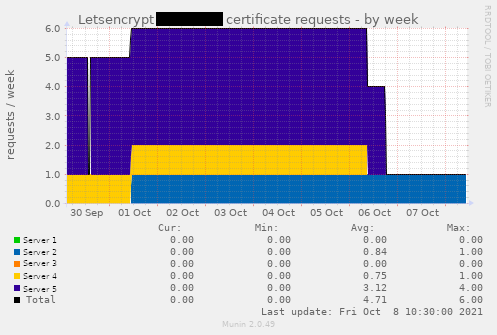 Letsencrypt certificate requests - by week
RRDTOOL / TOBI OETIKER
requests / week
6.0
5.0
4.0
3.0
2.0
1.0
0.0
30 Sep 01 Oct 02 Oct 03 Oct 04 Oct 05 Oct 06 Oct 07 Oct
Cur: Min: Avg: Max:
Server 1 0.00 0.00 0.00 0.00
Server 2 0.00 0.00 0.84 1.00
Server 3 0.00 0.00 0.00 0.00
Server 4 0.00 0.00 0.75 1.00
Server 5 0.00 0.00 3.12 4.00
Total 0.00 0.00 4.71 6.00
Last update: Fri Oct 8 10:30:00 2021
Munin 2.0.49